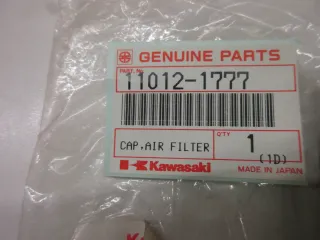 GENUINE PARTS
PART NO.
11012-1777
CAP,AIR FILTER
QTY
1
(1D)
Kawasaki
MADE IN JAPAN
K